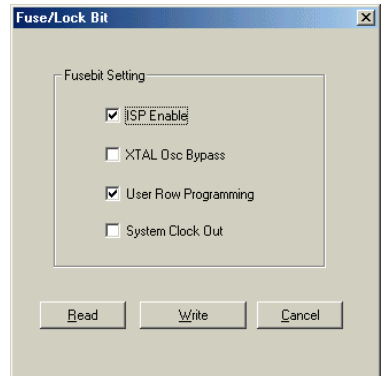 Fuse/Lock Bit
Fusebit Setting
ISP Enable
XTAL Osc Bypass
User Row Programming
System Clock Out
Read Write Cancel